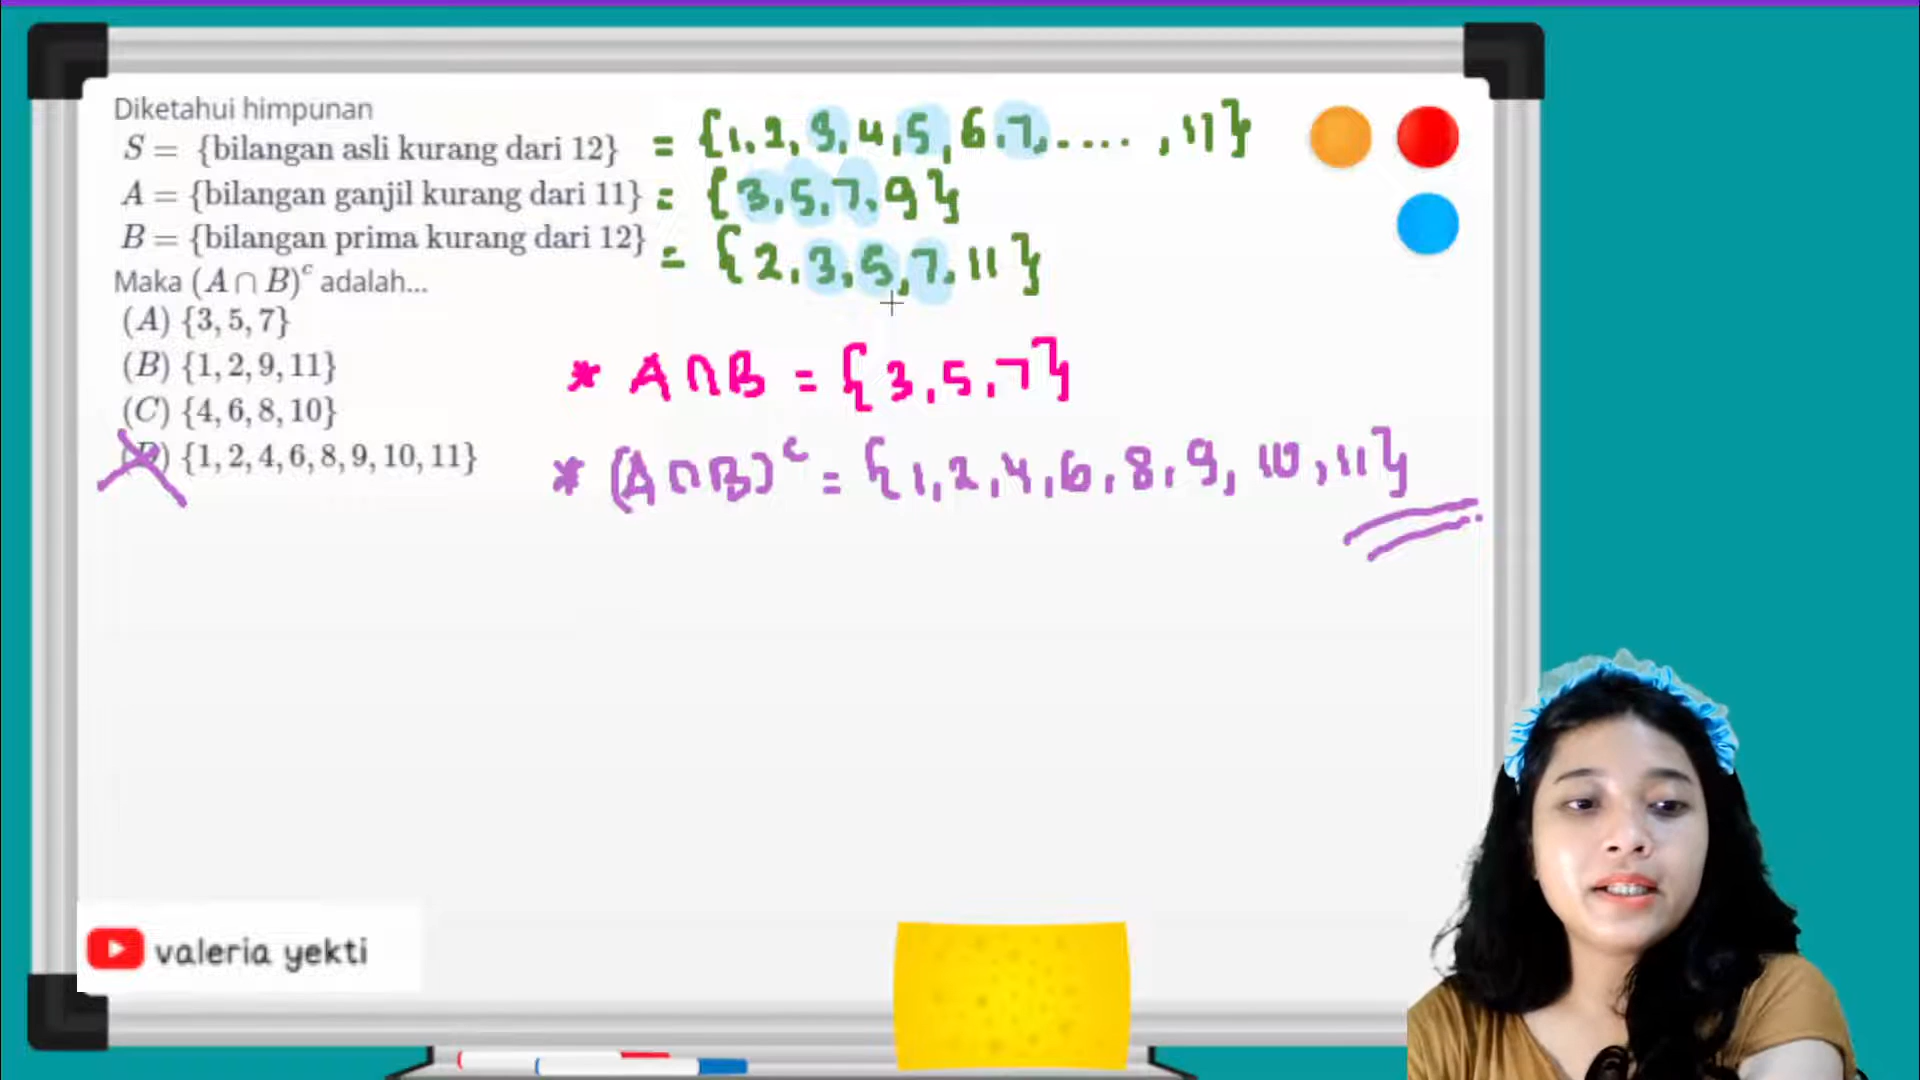 Diketahui himpunan
S = {bilangan asli kurang dari 12} = {1, 2, 3, 4, 5, 6, 7, ...., 11}
A = {bilangan ganjil kurang dari 11} = {3, 5, 7, 9}
B = {bilangan prima kurang dari 12} = {2, 3, 5, 7, 11}
Maka (A ∩ B)ᶜ adalah...
(A) {3, 5, 7}
(B) {1, 2, 9, 11}
(C) {4, 6, 8, 10}
(D) {1, 2, 4, 6, 8, 9, 10, 11}
* A∩B = {3, 5, 7}
* (A∩B)ᶜ = {1, 2, 4, 6, 8, 9, 10, 11}
valeria yekti